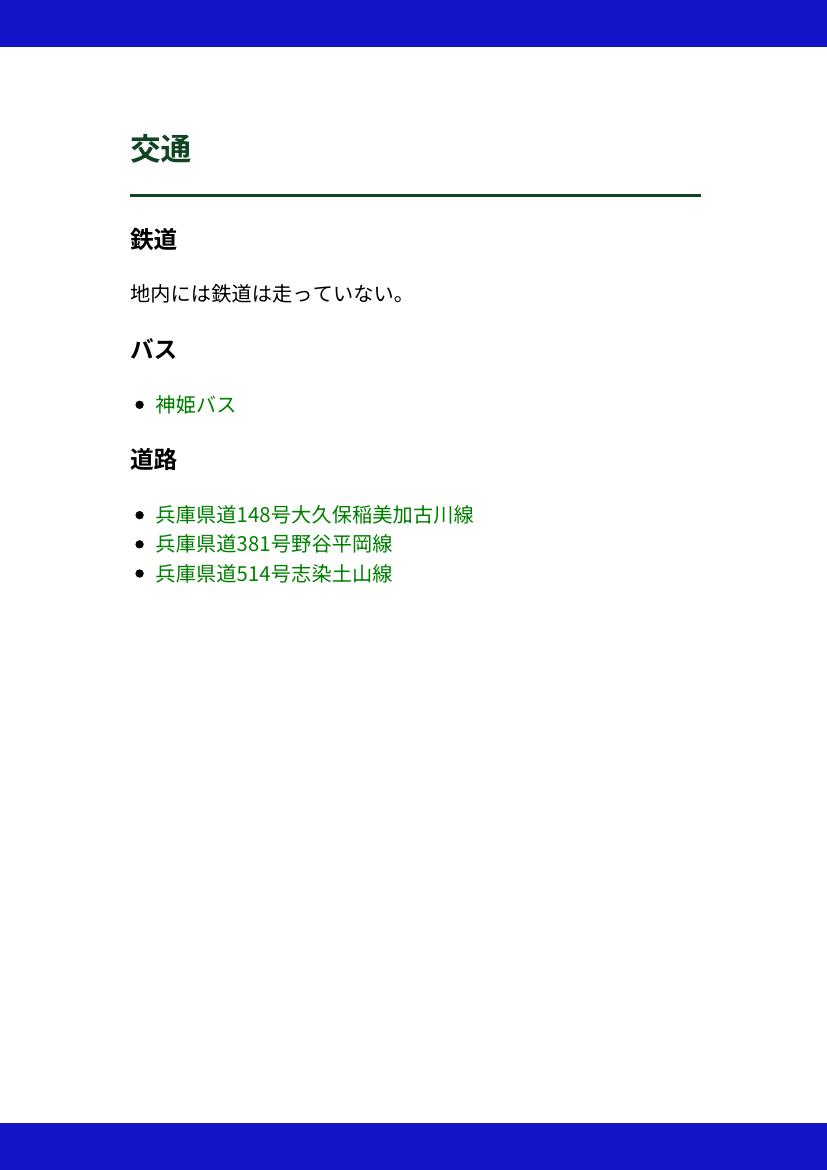 交通
鉄道
地内には鉄道は走っていない。
バス
神姫バス
道路
兵庫県道148号大久保稲美加古川線
兵庫県道381号野谷平岡線
兵庫県道514号志染土山線